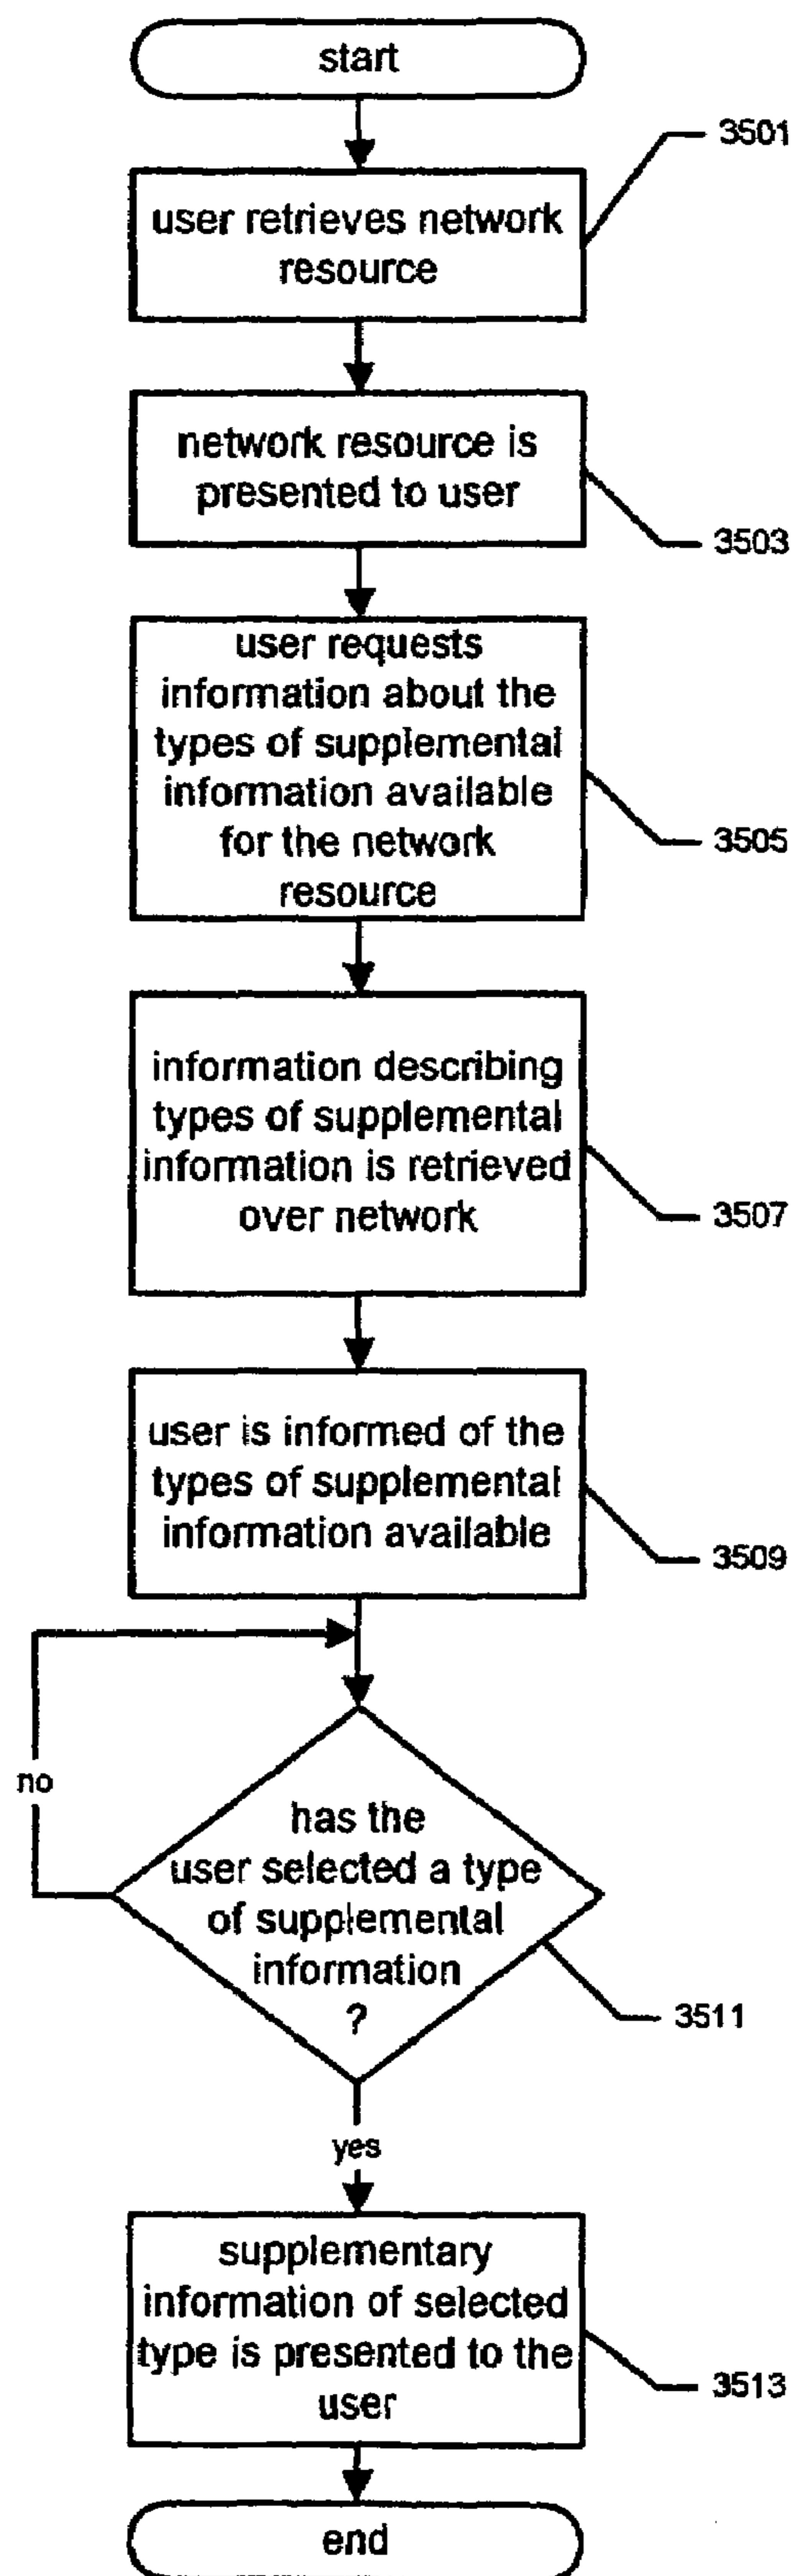 start
3501
user retrieves network
resource
network resource is
presented to user
3503
user requests
information about the
types of supplemental
information available
for the network
resource
3505
information describing
types of supplemental
information is retrieved
over network
3507
user is informed of the
types of supplemental
information available
3509
no
has the
user selected a type
of supplemental
information
?
3511
yes
supplementary
information of selected
type is presented to the
user
3513
end